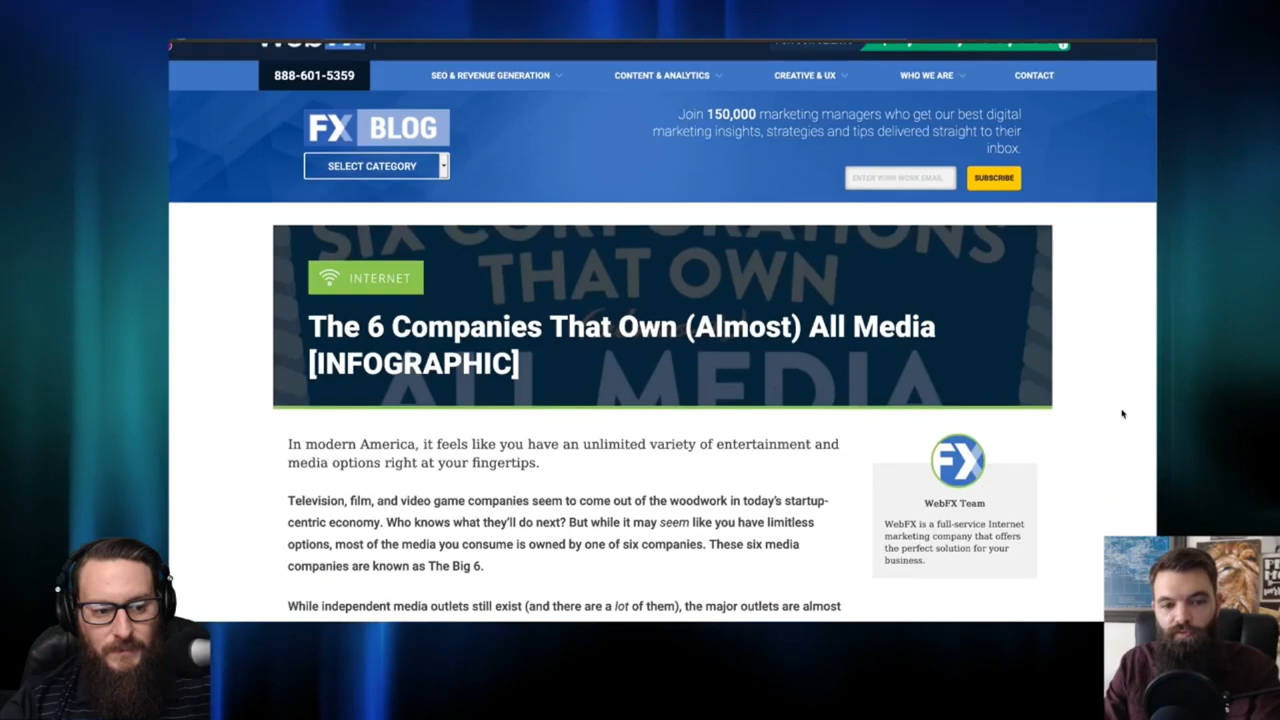 888-601-5359
SEO & REVENUE GENERATION
CONTENT & ANALYTICS
CREATIVE & UX
WHO WE ARE
CONTACT
FX BLOG
SELECT CATEGORY
Join 150,000 marketing managers who get our best digital
marketing insights, strategies and tips delivered straight to their
inbox.
ENTER YOUR WORK EMAIL
SUBSCRIBE
SIX CORPORATIONS
THAT OWN
ALL MEDIA
INTERNET
The 6 Companies That Own (Almost) All Media
[INFOGRAPHIC]
In modern America, it feels like you have an unlimited variety of entertainment and
media options right at your fingertips.
Television, film, and video game companies seem to come out of the woodwork in today's startup-
centric economy. Who knows what they'll do next? But while it may seem like you have limitless
options, most of the media you consume is owned by one of six companies. These six media
companies are known as The Big 6.
While independent media outlets still exist (and there are a lot of them), the major outlets are almost
FX
WebFX Team
WebFX is a full-service Internet
marketing company that offers
the perfect solution for your
business.